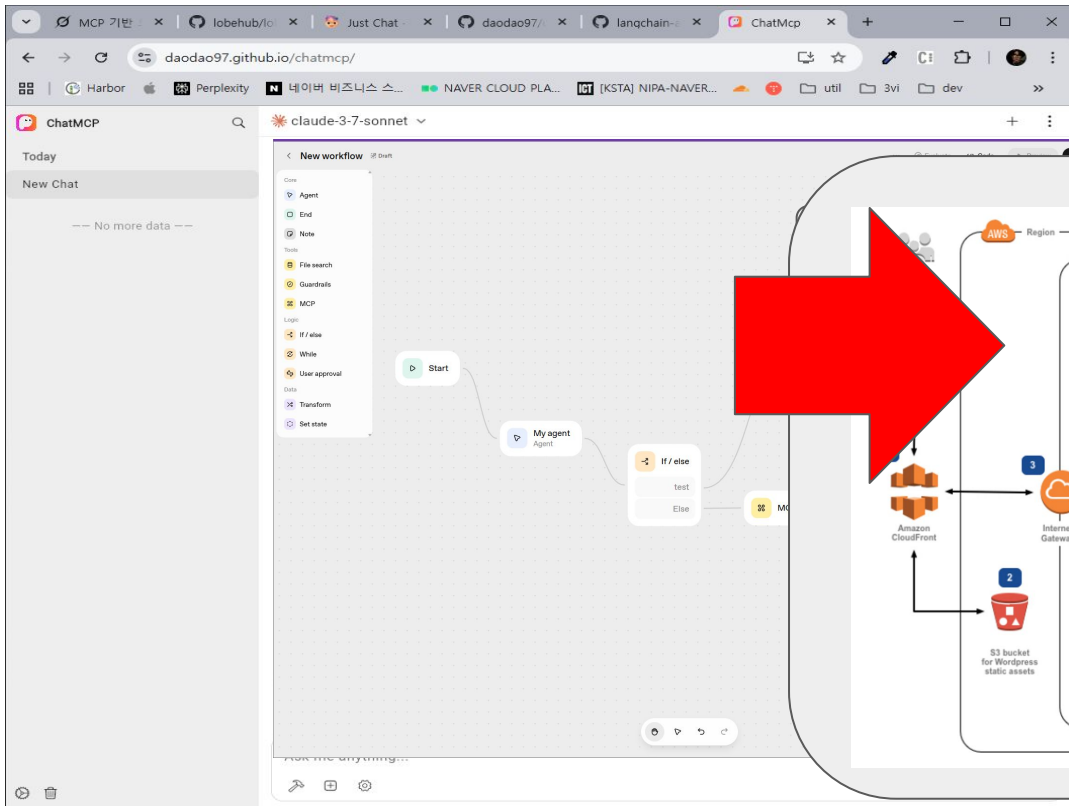 MCP 기반
lobehub/lo
Just Chat -
daodao97/
langchain-a
ChatMcp
daodao97.github.io/chatmcp/
Harbor
Perplexity
네이버 비즈니스 스...
NAVER CLOUD PLA...
[KSTA] NIPA-NAVER...
util
3vi
dev
ChatMCP
claude-3-7-sonnet
Today
New Chat
—— No more data ——
New workflow
Draft
Core
Agent
End
Note
Tools
File search
Guardrails
MCP
Logic
If / else
While
User approval
Data
Transform
Set state
Start
My agent
Agent
If / else
test
Else
MC
AWS
Region
3
Amazon
CloudFront
Interne
Gatewa
2
S3 bucket
for Wordpress
static assets
Ask me anything...